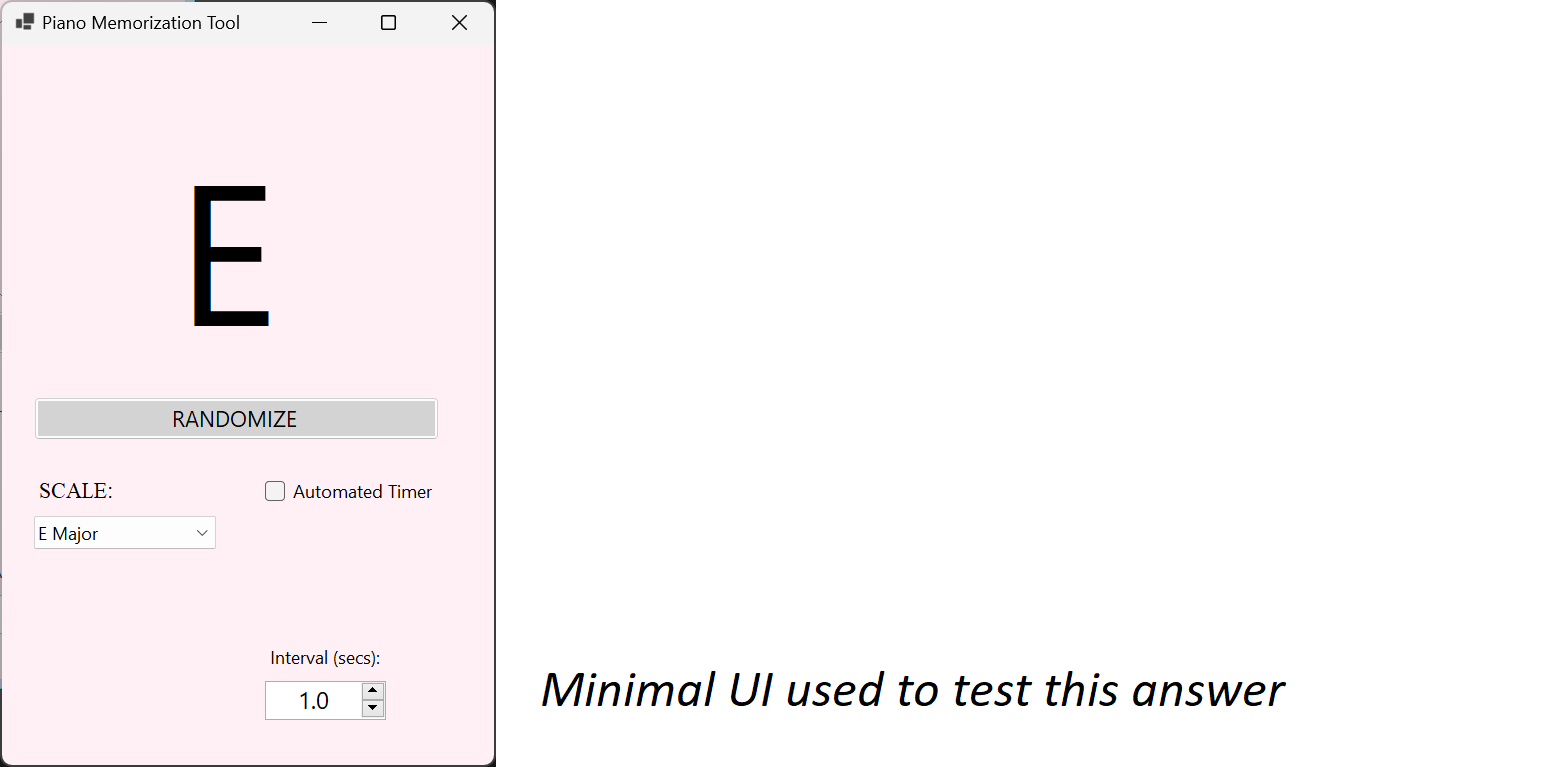 Piano Memorization Tool
E
RANDOMIZE
SCALE:
Automated Timer
E Major
Interval (secs):
1.0
Minimal UI used to test this answer